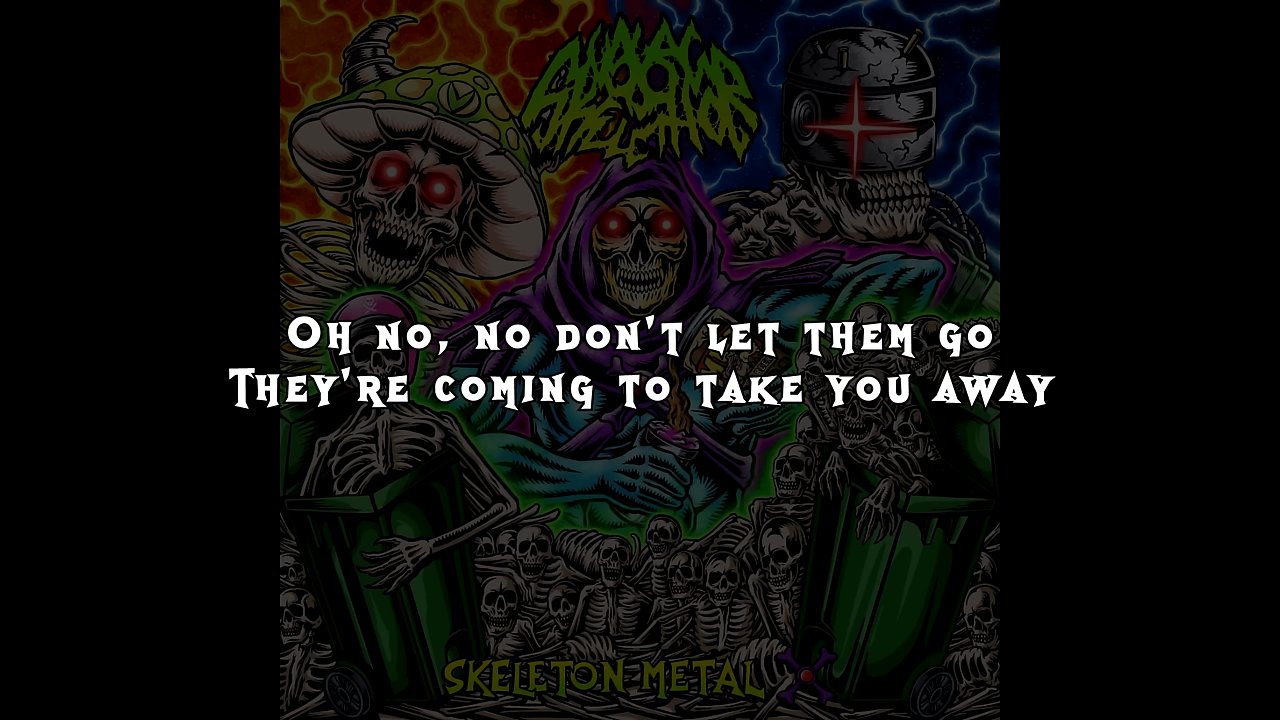 Oh no, no don't let them go
They're coming to take you away
SKELETON METAL